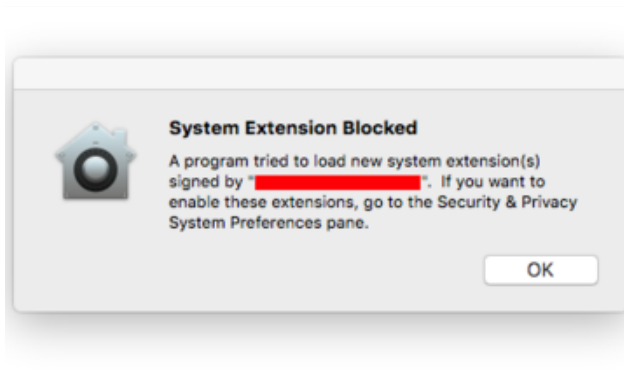 System Extension Blocked
A program tried to load new system extension(s)
signed by "". If you want to
enable these extensions, go to the Security & Privacy
System Preferences pane.
OK